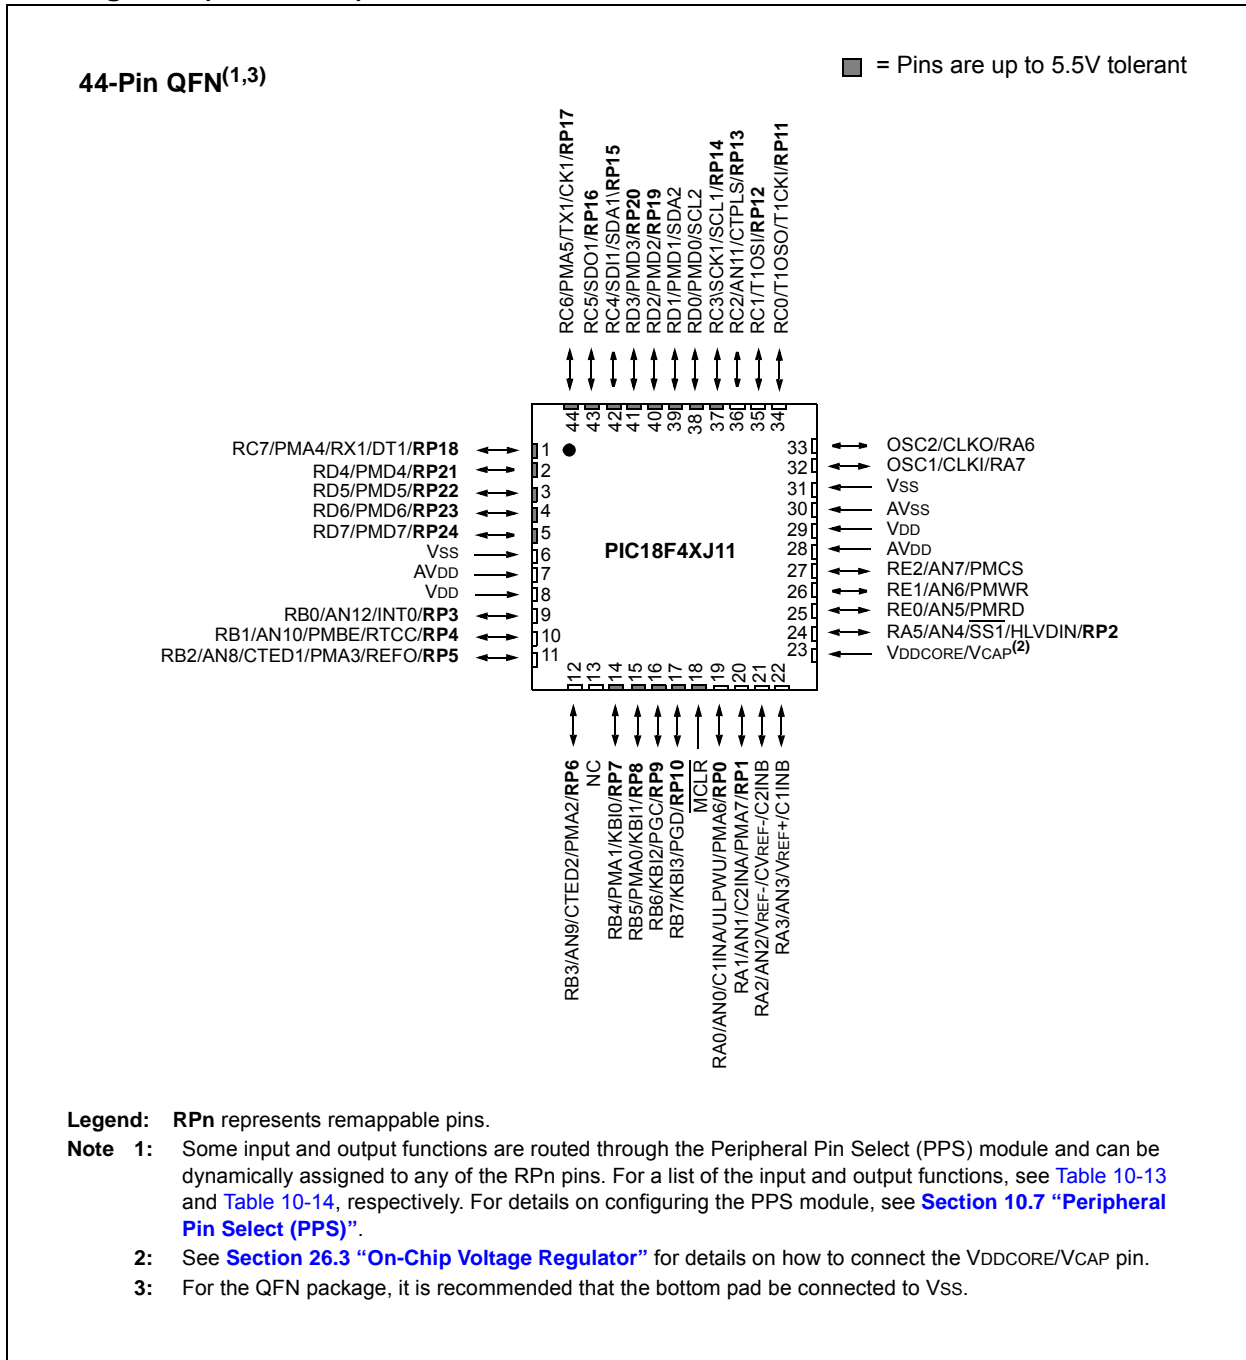 44-Pin QFN(1,3)
= Pins are up to 5.5V tolerant
RC6/PMA5/TX1/CK1/RP17
RC5/SDO1/RP16
RC4/SDI1/SDA1\RP15
RD3/PMD3/RP20
RD2/PMD2/RP19
RD1/PMD1/SDA2
RD0/PMD0/SCL2
RC3\SCK1/SCL1/RP14
RC2/AN11/CTPLS/RP13
RC1/T1OSI/RP12
RC0/T1OSO/T1CKI/RP11
44 43 42 41 40 39 38 37 36 35 34
RC7/PMA4/RX1/DT1/RP18 1
RD4/PMD4/RP21 2
RD5/PMD5/RP22 3
RD6/PMD6/RP23 4
RD7/PMD7/RP24 5
VSS 6
AVDD 7
VDD 8
RB0/AN12/INT0/RP3 9
RB1/AN10/PMBE/RTCC/RP4 10
RB2/AN8/CTED1/PMA3/REFO/RP5 11
PIC18F4XJ11
33 OSC2/CLKO/RA6
32 OSC1/CLKI/RA7
31 VSS
30 AVSS
29 VDD
28 AVDD
27 RE2/AN7/PMCS
26 RE1/AN6/PMWR
25 RE0/AN5/PMRD
24 RA5/AN4/SS1/HLVDIN/RP2
23 VDDCORE/VCAP(2)
12 13 14 15 16 17 18 19 20 21 22
RB3/AN9/CTED2/PMA2/RP6
NC
RB4/PMA1/KBI0/RP7
RB5/PMA0/KBI1/RP8
RB6/KBI2/PGC/RP9
RB7/KBI3/PGD/RP10
MCLR
RA0/AN0/C1INA/ULPWU/PMA6/RP0
RA1/AN1/C2INA/PMA7/RP1
RA2/AN2/VREF-/CVREF-/C2INB
RA3/AN3/VREF+/C1INB
Legend: RPn represents remappable pins.
Note 1: Some input and output functions are routed through the Peripheral Pin Select (PPS) module and can be
dynamically assigned to any of the RPn pins. For a list of the input and output functions, see Table 10-13
and Table 10-14, respectively. For details on configuring the PPS module, see Section 10.7 “Peripheral
Pin Select (PPS)”.
2: See Section 26.3 “On-Chip Voltage Regulator” for details on how to connect the VDDCORE/VCAP pin.
3: For the QFN package, it is recommended that the bottom pad be connected to VSS.